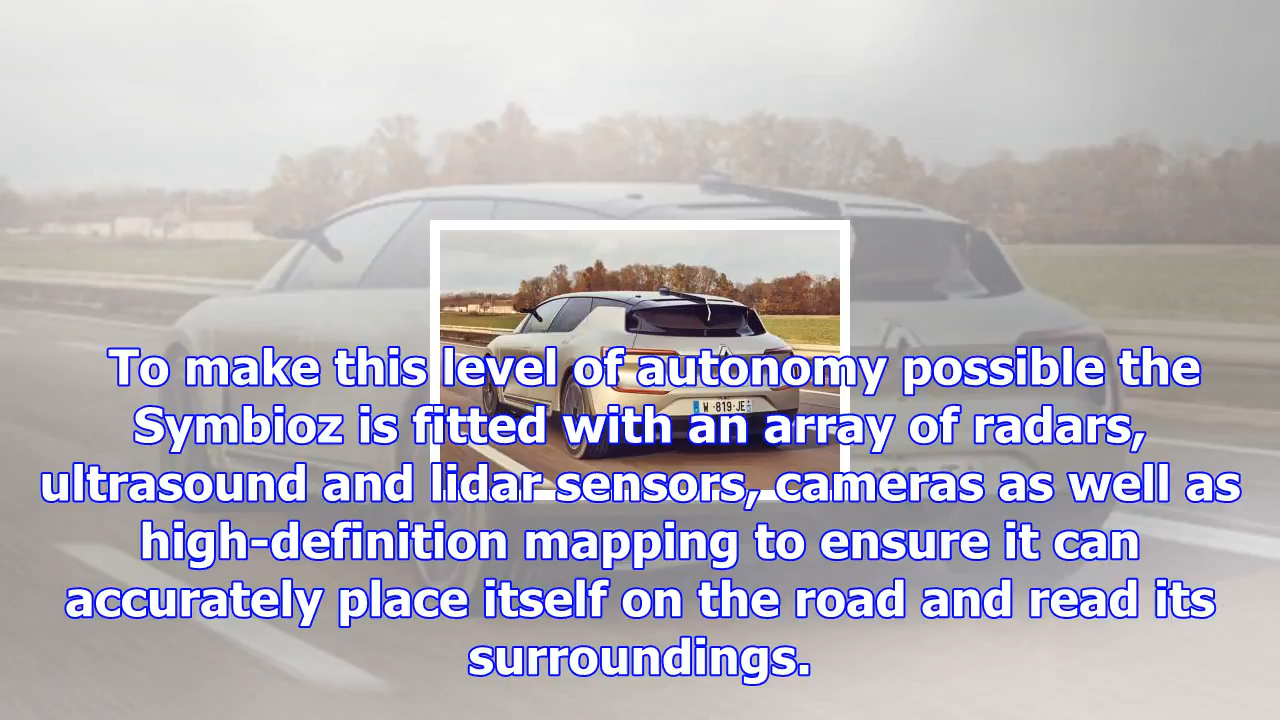 W-819-JE
To make this level of autonomy possible the
Symbioz is fitted with an array of radars,
ultrasound and lidar sensors, cameras as well as
high-definition mapping to ensure it can
accurately place itself on the road and read its
surroundings.